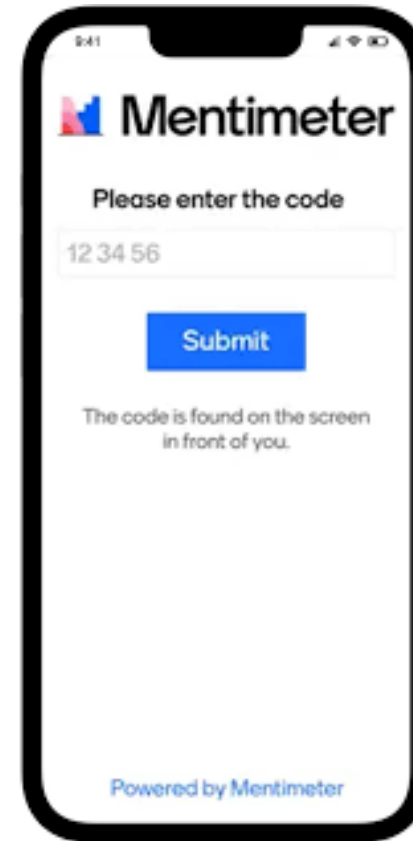 9:41
Mentimeter
Please enter the code
12 34 56
Submit
The code is found on the screen
in front of you.
Powered by Mentimeter